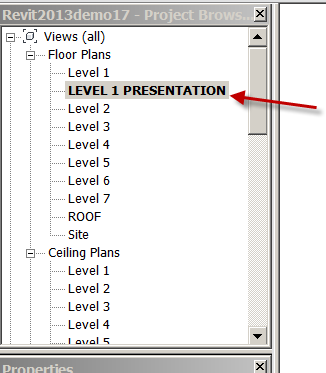 Revit2013demo17 - Project Brows...
Views (all)
Floor Plans
Level 1
LEVEL 1 PRESENTATION
Level 2
Level 3
Level 4
Level 5
Level 6
Level 7
ROOF
Site
Ceiling Plans
Level 1
Level 2
Level 3
Level 4
Level 5
Properties